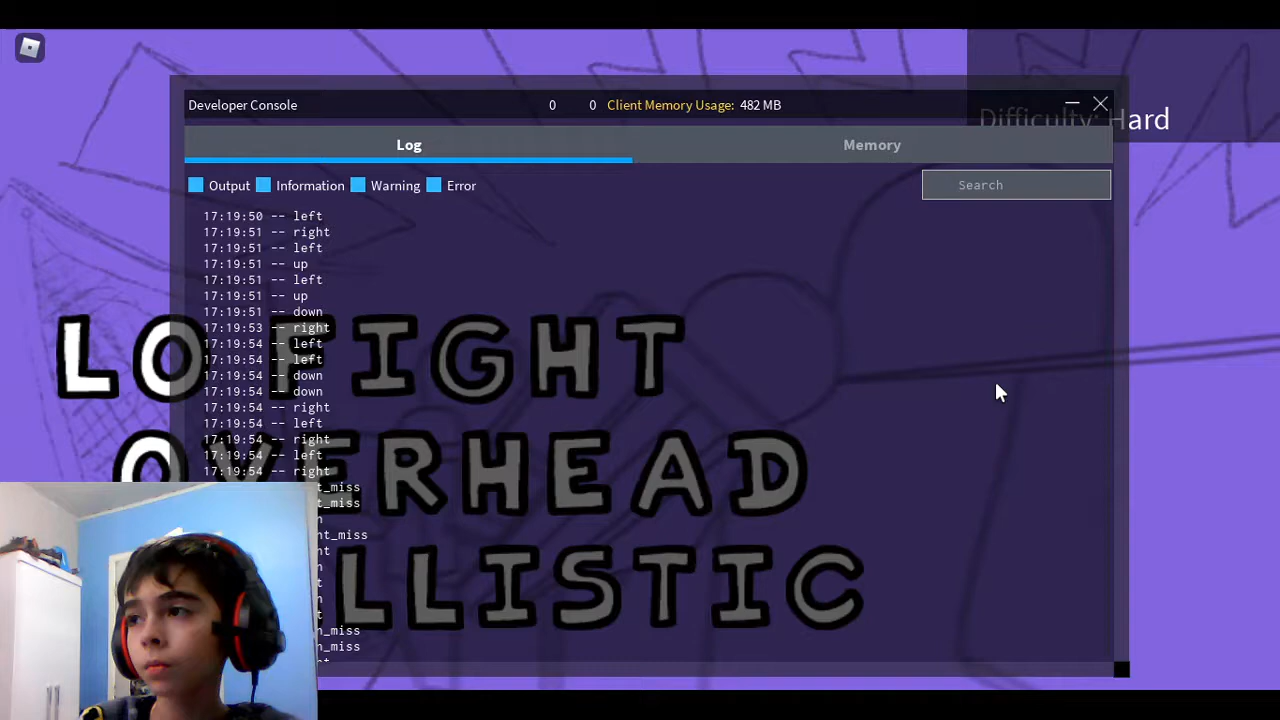 Difficulty: Hard
Developer Console 0 0 Client Memory Usage: 482 MB
Log Memory
Output Information Warning Error Search
17:19:50 -- left
17:19:51 -- right
17:19:51 -- left
17:19:51 -- up
17:19:51 -- left
17:19:51 -- up
17:19:51 -- down
17:19:53 -- right
17:19:54 -- left
17:19:54 -- left
17:19:54 -- down
17:19:54 -- down
17:19:54 -- right
17:19:54 -- left
17:19:54 -- right
17:19:54 -- left
17:19:54 -- right
LO FIGHT
OVERHEAD